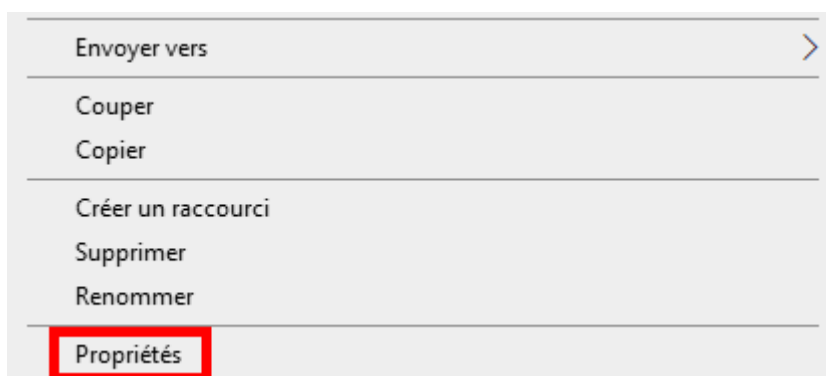 Envoyer vers
Couper
Copier
Créer un raccourci
Supprimer
Renommer
Propriétés